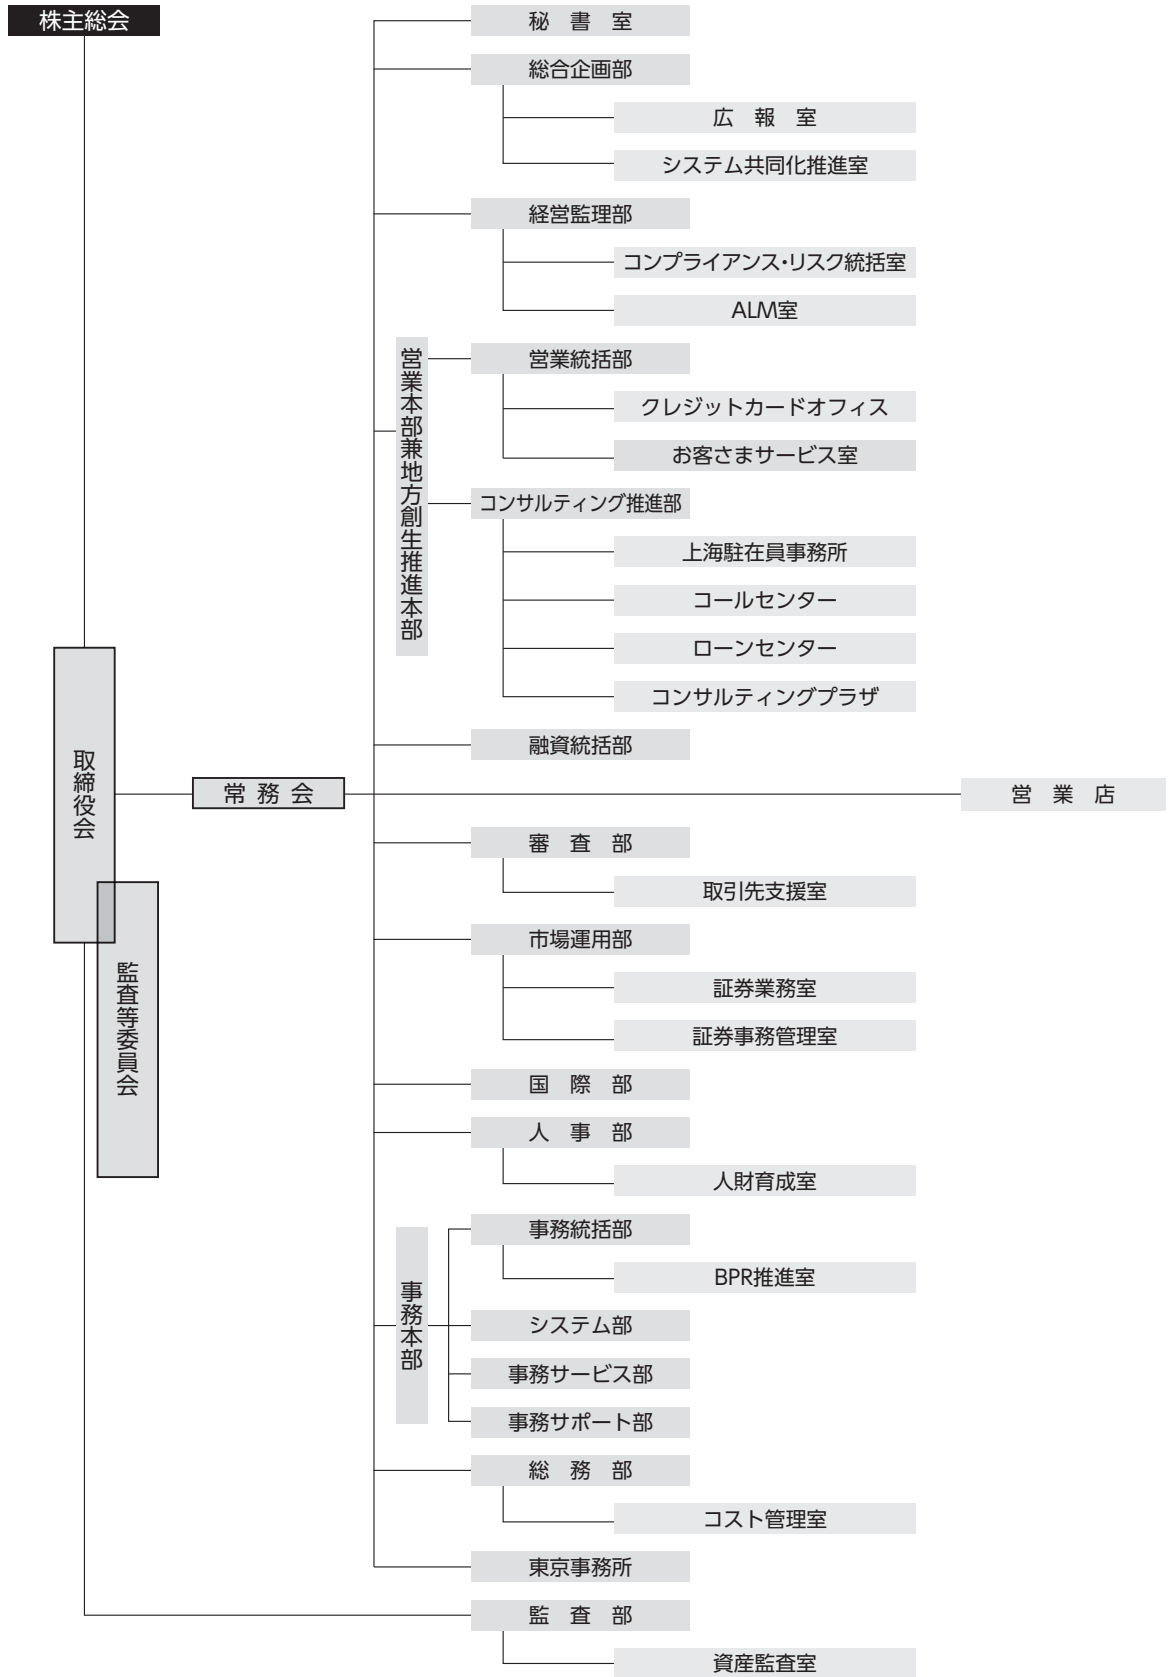 株主総会
秘書室
総合企画部
広報室
システム共同化推進室
経営監理部
コンプライアンス・リスク統括室
ALM室
営業本部兼地方創生推進本部
営業統括部
クレジットカードオフィス
お客さまサービス室
コンサルティング推進部
上海駐在員事務所
コールセンター
ローンセンター
コンサルティングプラザ
融資統括部
取締役会
常務会
営業店
審査部
取引先支援室
監査等委員会
市場運用部
証券業務室
証券事務管理室
国際部
人事部
人財育成室
事務本部
事務統括部
BPR推進室
システム部
事務サービス部
事務サポート部
総務部
コスト管理室
東京事務所
監査部
資産監査室